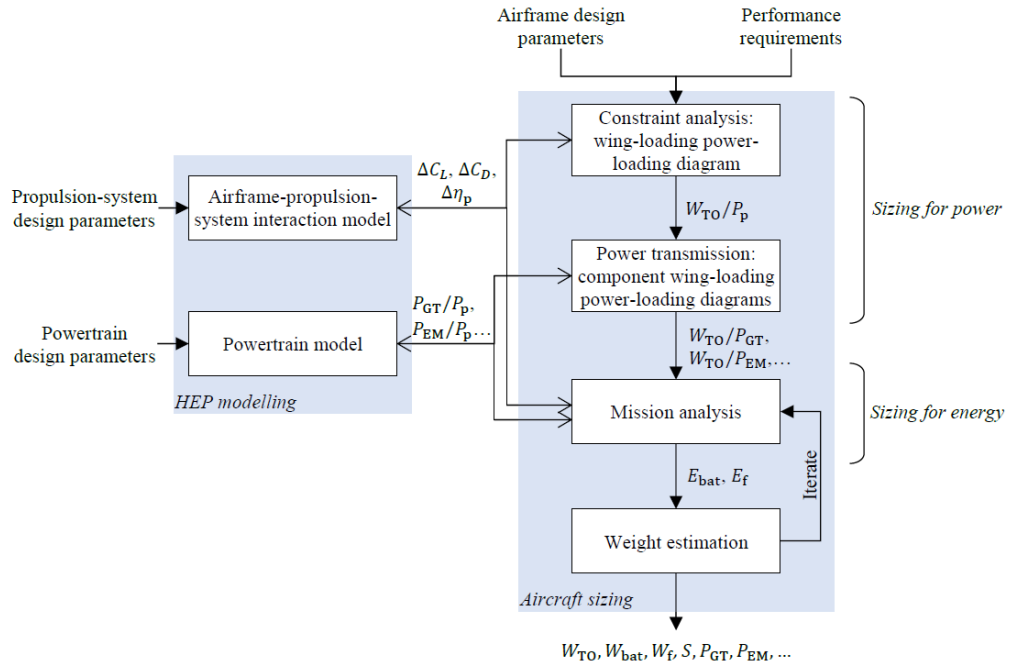 Airframe design
parameters
Performance
requirements
Constraint analysis:
wing-loading power-
loading diagram
Δ𝐶_L, Δ𝐶_D,
Δη_p
Propulsion-system
design parameters
Airframe-propulsion-
system interaction model
W_TO/P_p
Sizing for power
Power transmission:
component wing-loading
power-loading diagrams
P_GT/P_p,
P_EM/P_p…
Powertrain
design parameters
Powertrain model
W_TO/P_GT,
W_TO/P_EM,…
HEP modelling
Mission analysis
Sizing for energy
E_bat, E_f
Iterate
Weight estimation
Aircraft sizing
W_TO, W_bat, W_f, S, P_GT, P_EM, …